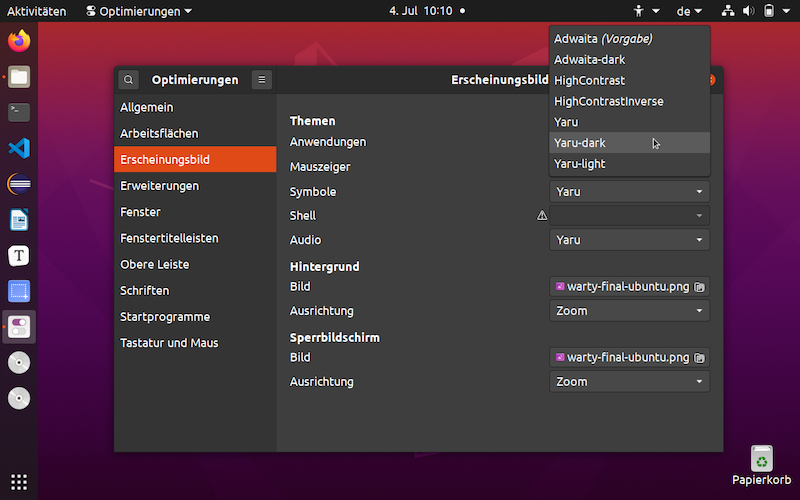 Aktivitäten Optimierungen 4. Jul 10:10 de
Optimierungen Erscheinungsbild
Allgemein
Arbeitsflächen
Erscheinungsbild
Erweiterungen
Fenster
Fenstertitelleisten
Obere Leiste
Schriften
Startprogramme
Tastatur und Maus
Themen
Anwendungen
Mauszeiger
Symbole Yaru
Shell
Audio Yaru
Hintergrund
Bild warty-final-ubuntu.png
Ausrichtung Zoom
Sperrbildschirm
Bild warty-final-ubuntu.png
Ausrichtung Zoom
Adwaita (Vorgabe)
Adwaita-dark
HighContrast
HighContrastInverse
Yaru
Yaru-dark
Yaru-light
T
Papierkorb